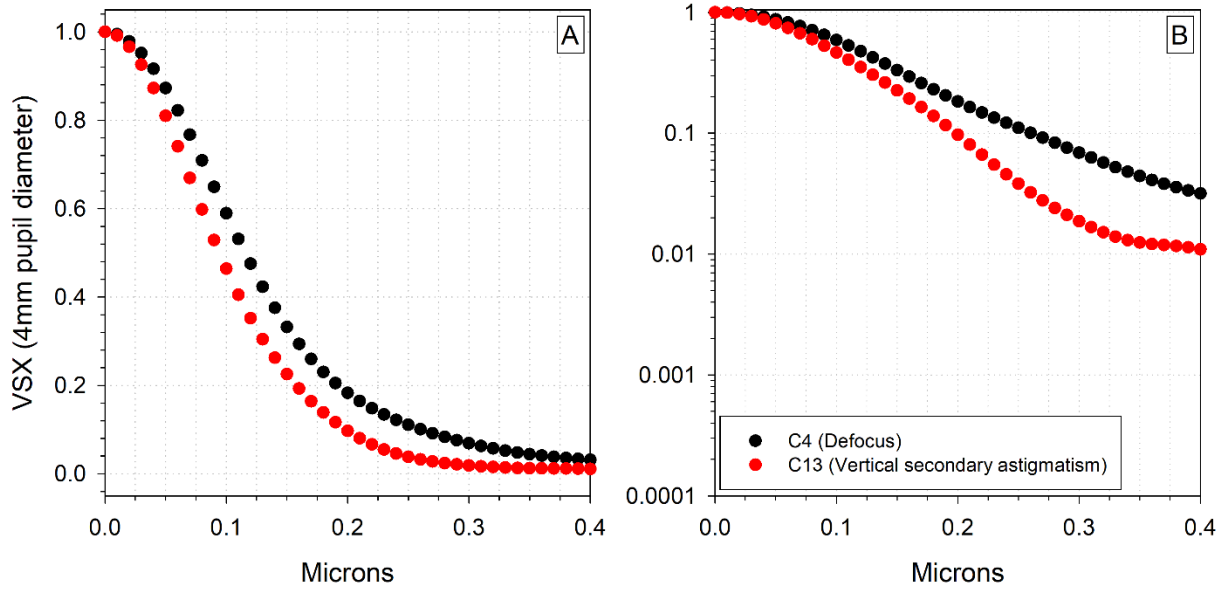 A
VSX (4mm pupil diameter)
1.0
0.8
0.6
0.4
0.2
0.0
0.0 0.1 0.2 0.3 0.4
Microns
B
1
0.1
0.01
0.001
0.0001
C4 (Defocus)
C13 (Vertical secondary astigmatism)
0.0 0.1 0.2 0.3 0.4
Microns